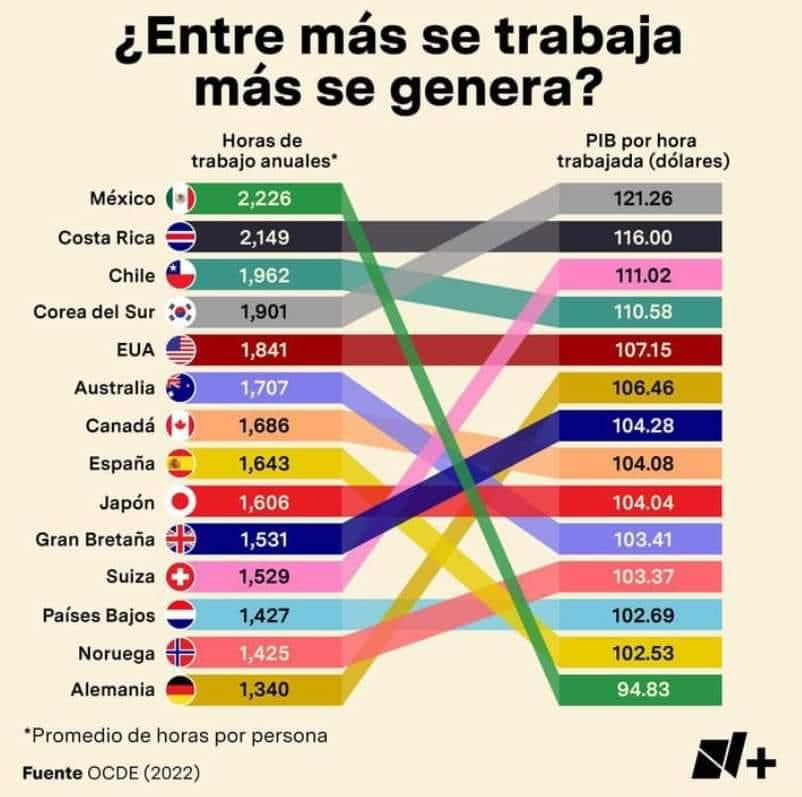 ¿Entre más se trabaja
más se genera?
Horas de
trabajo anuales*
PIB por hora
trabajada (dólares)
México 2,226 121.26
Costa Rica 2,149 116.00
Chile 1,962 111.02
Corea del Sur 1,901 110.58
EUA 1,841 107.15
Australia 1,707 106.46
Canadá 1,686 104.28
España 1,643 104.08
Japón 1,606 104.04
Gran Bretaña 1,531 103.41
Suiza 1,529 103.37
Países Bajos 1,427 102.69
Noruega 1,425 102.53
Alemania 1,340 94.83
*Promedio de horas por persona
Fuente OCDE (2022)
N+